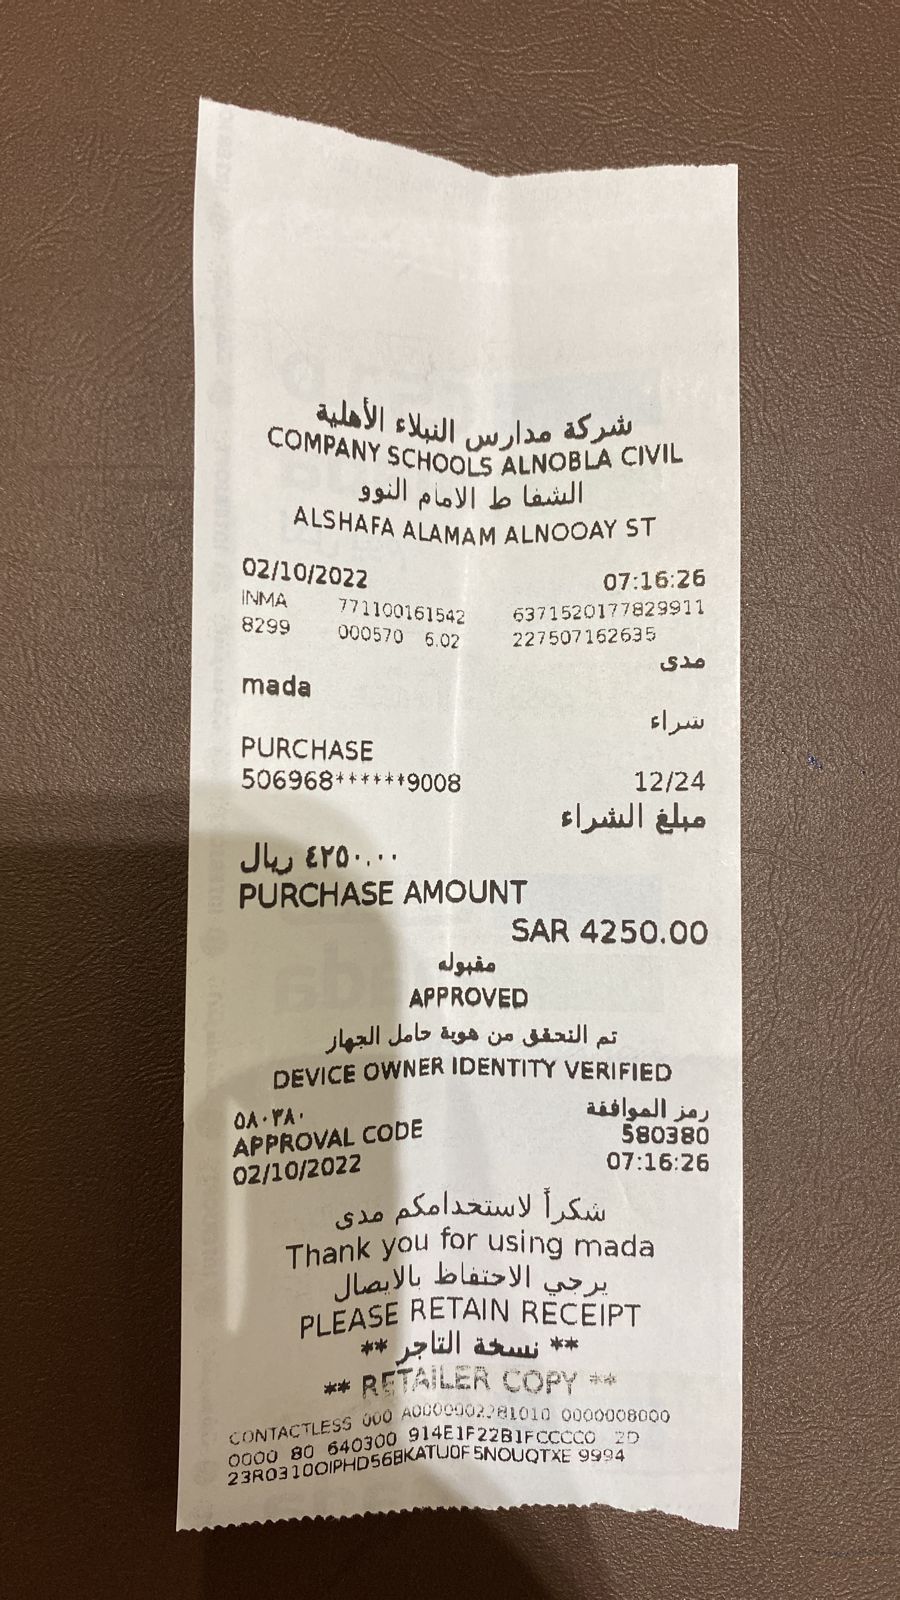 شركة مدارس النبلاء الأهلية
COMPANY SCHOOLS ALNOBLA CIVIL
الشفا ط الامام النوو
ALSHAFA ALAMAM ALNOOAY ST
02/10/2022 07:16:26
INMA 771100161542 6371520177829911
8299 000570 6.02 227507162635
مدى
mada
شراء
PURCHASE
506968******9008 12/24
مبلغ الشراء
٤٢٥٠.٠٠ ريال
PURCHASE AMOUNT
SAR 4250.00
مقبوله
APPROVED
تم التحقق من هوية حامل الجهاز
DEVICE OWNER IDENTITY VERIFIED
رمز الموافقة ٥٨٠٣٨٠
APPROVAL CODE 580380
02/10/2022 07:16:26
شكراً لاستخدامكم مدى
Thank you for using mada
يرجي الاحتفاظ بالايصال
PLEASE RETAIN RECEIPT
** نسخة التاجر **
** RETAILER COPY **
CONTACTLESS 000 A0000002281010 0000008000
0000 80 640300 914E1F22B1FCCCC0 2D
23R03100IPHD56BKATU0F5NOUQTXE 9994